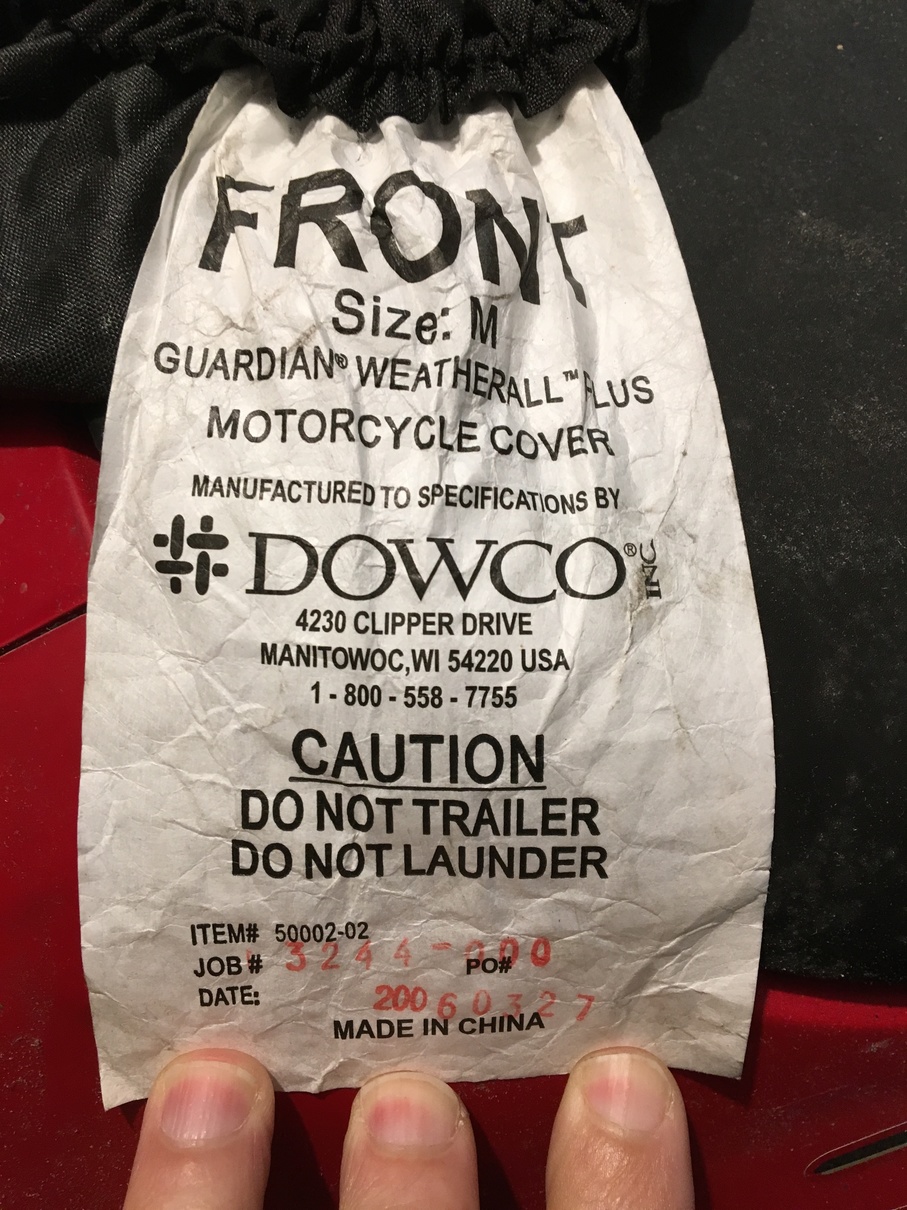 FRONT
Size: M
GUARDIAN® WEATHERALL™ PLUS
MOTORCYCLE COVER
MANUFACTURED TO SPECIFICATIONS BY
DOWCO® INC
4230 CLIPPER DRIVE
MANITOWOC,WI 54220 USA
1 - 800 - 558 - 7755
CAUTION
DO NOT TRAILER
DO NOT LAUNDER
ITEM# 50002-02
JOB# 3244-000 PO#
DATE: 20060327
MADE IN CHINA